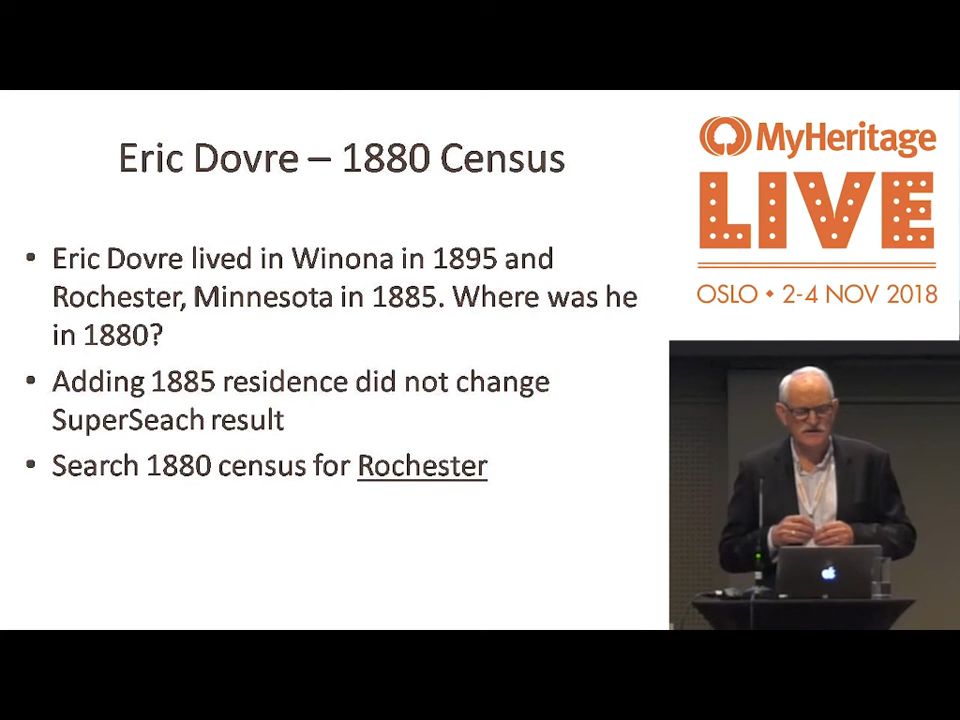 Eric Dovre – 1880 Census
• Eric Dovre lived in Winona in 1895 and
Rochester, Minnesota in 1885. Where was he
in 1880?
• Adding 1885 residence did not change
SuperSeach result
• Search 1880 census for Rochester
MyHeritage
LIVE
OSLO • 2-4 NOV 2018